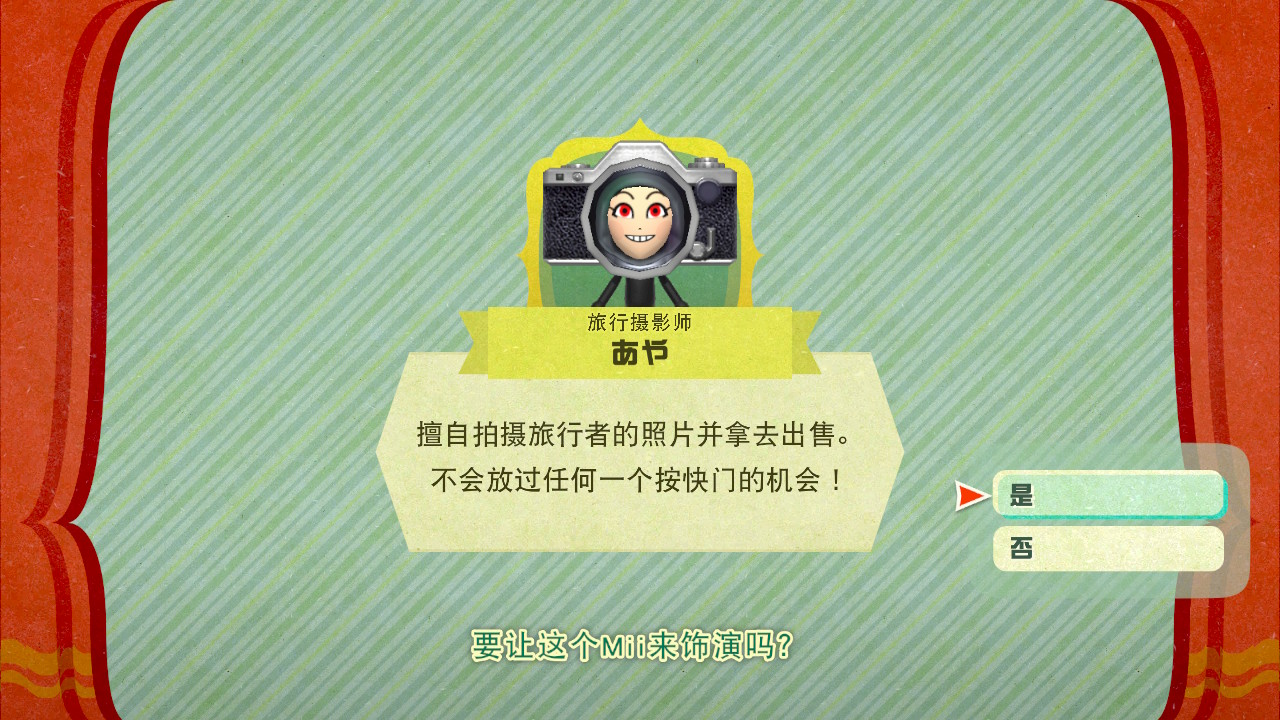 旅行摄影师
あや
擅自拍摄旅行者的照片并拿去出售。
不会放过任何一个按快门的机会！
是
否
要让这个Mii来饰演吗?